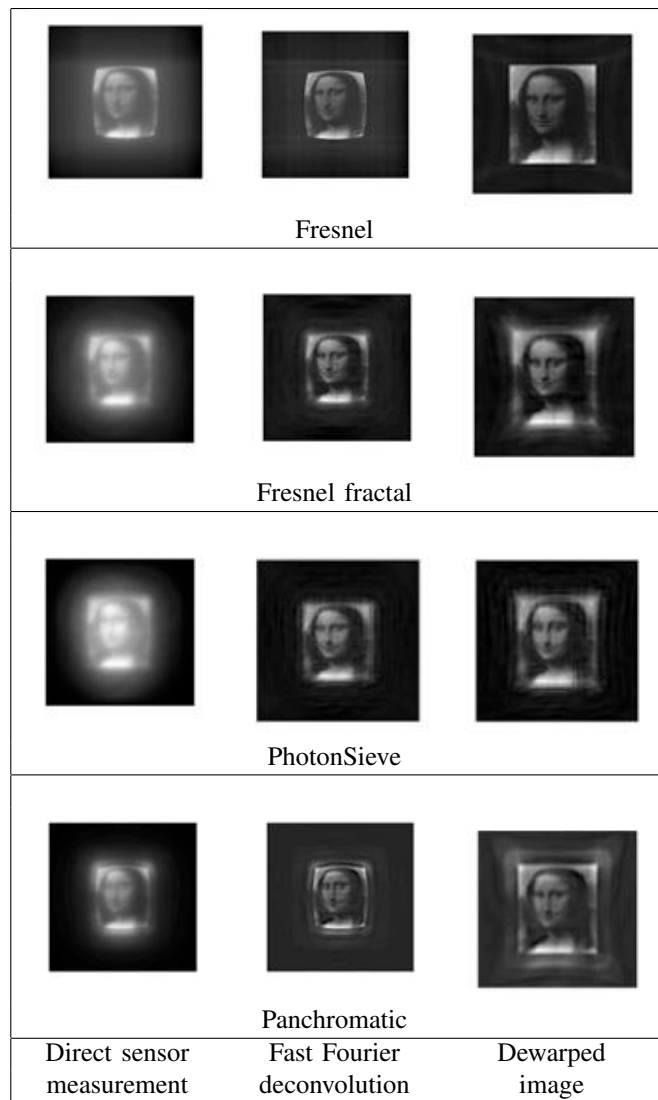 Fresnel
Fresnel fractal
PhotonSieve
Panchromatic
Direct sensor measurement
Fast Fourier deconvolution
Dewarped image